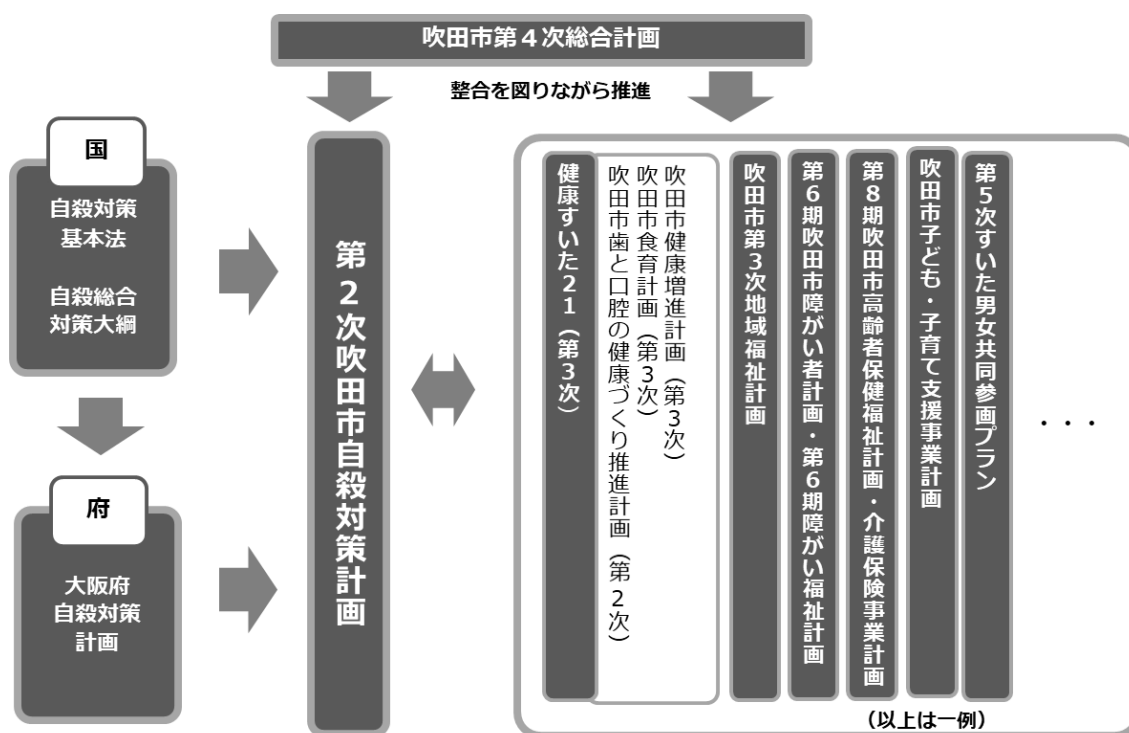 吹田市第４次総合計画
整合を図りながら推進
国
自殺対策
基本法
自殺総合
対策大綱
府
大阪府
自殺対策
計画
第２次吹田市自殺対策計画
健康すいた２１（第３次）
吹田市健康増進計画（第３次）
吹田市食育計画（第３次）
吹田市歯と口腔の健康づくり推進計画（第２次）
吹田市第３次地域福祉計画
第６期吹田市障がい者計画・第６期障がい福祉計画
第８期吹田市高齢者保健福祉計画・介護保険事業計画
吹田市子ども・子育て支援事業計画
第５次すいた男女共同参画プラン
・・・
（以上は一例）